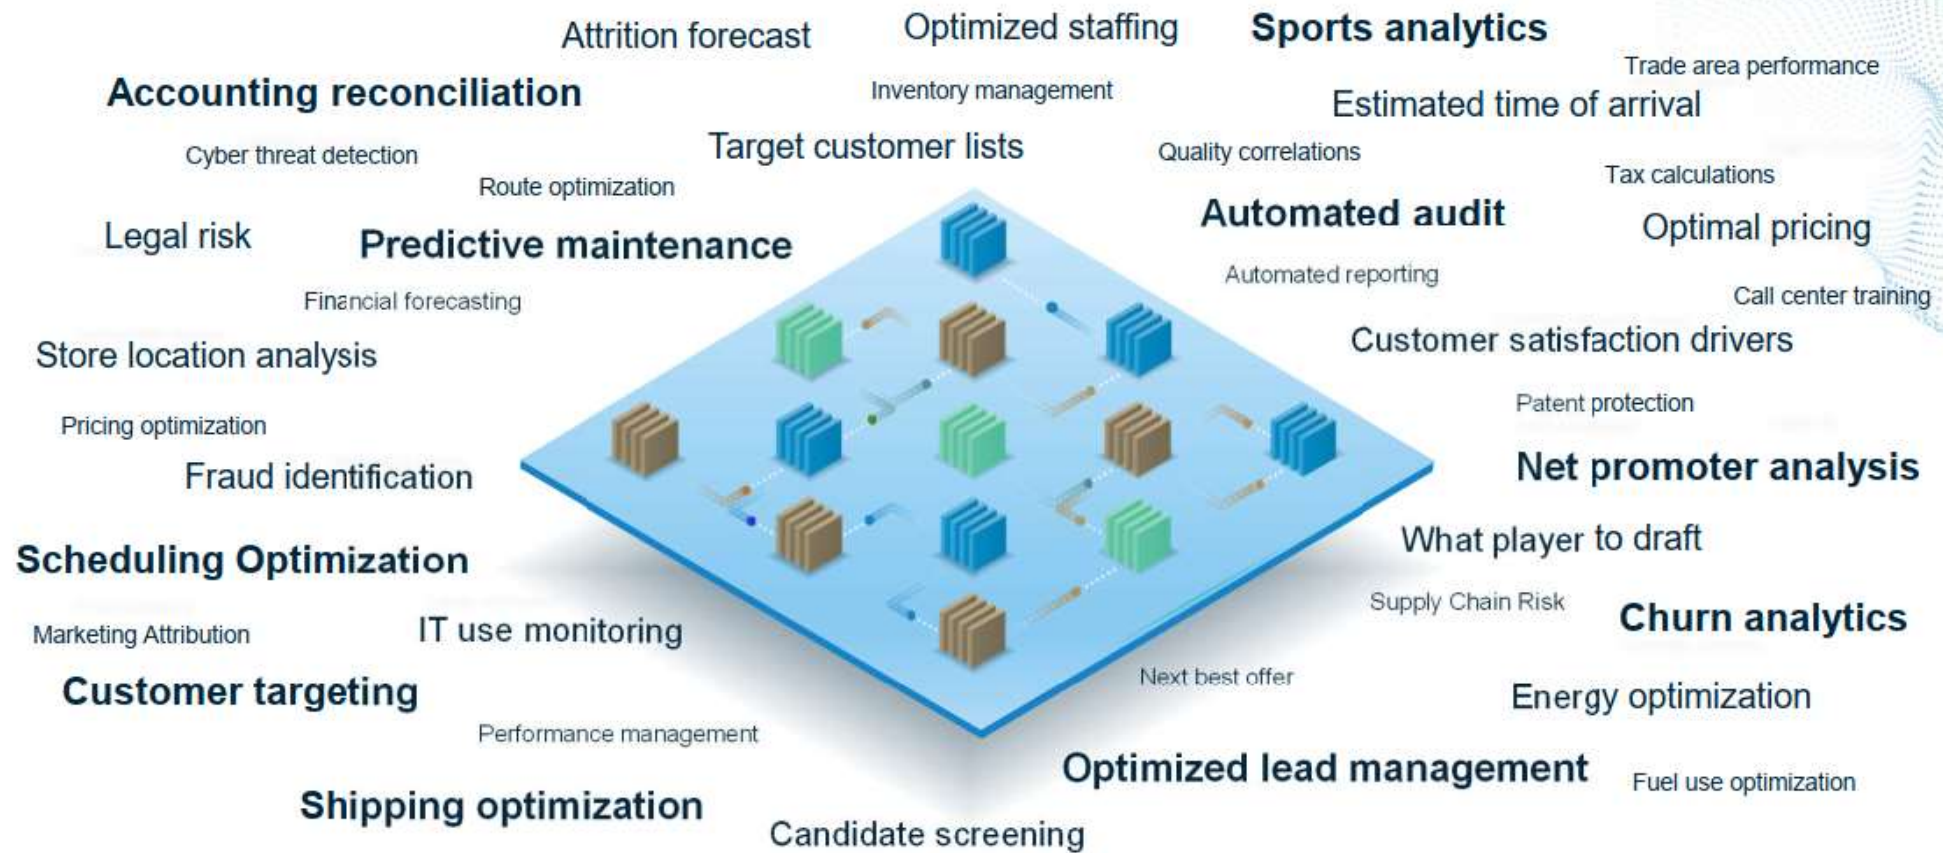 Attrition forecast
Optimized staffing
Sports analytics
Trade area performance
Accounting reconciliation
Inventory management
Estimated time of arrival
Cyber threat detection
Target customer lists
Quality correlations
Route optimization
Tax calculations
Legal risk
Predictive maintenance
Automated audit
Optimal pricing
Financial forecasting
Automated reporting
Call center training
Store location analysis
Customer satisfaction drivers
Pricing optimization
Patent protection
Fraud identification
Net promoter analysis
Scheduling Optimization
What player to draft
Marketing Attribution
IT use monitoring
Supply Chain Risk
Churn analytics
Customer targeting
Next best offer
Energy optimization
Performance management
Optimized lead management
Fuel use optimization
Shipping optimization
Candidate screening